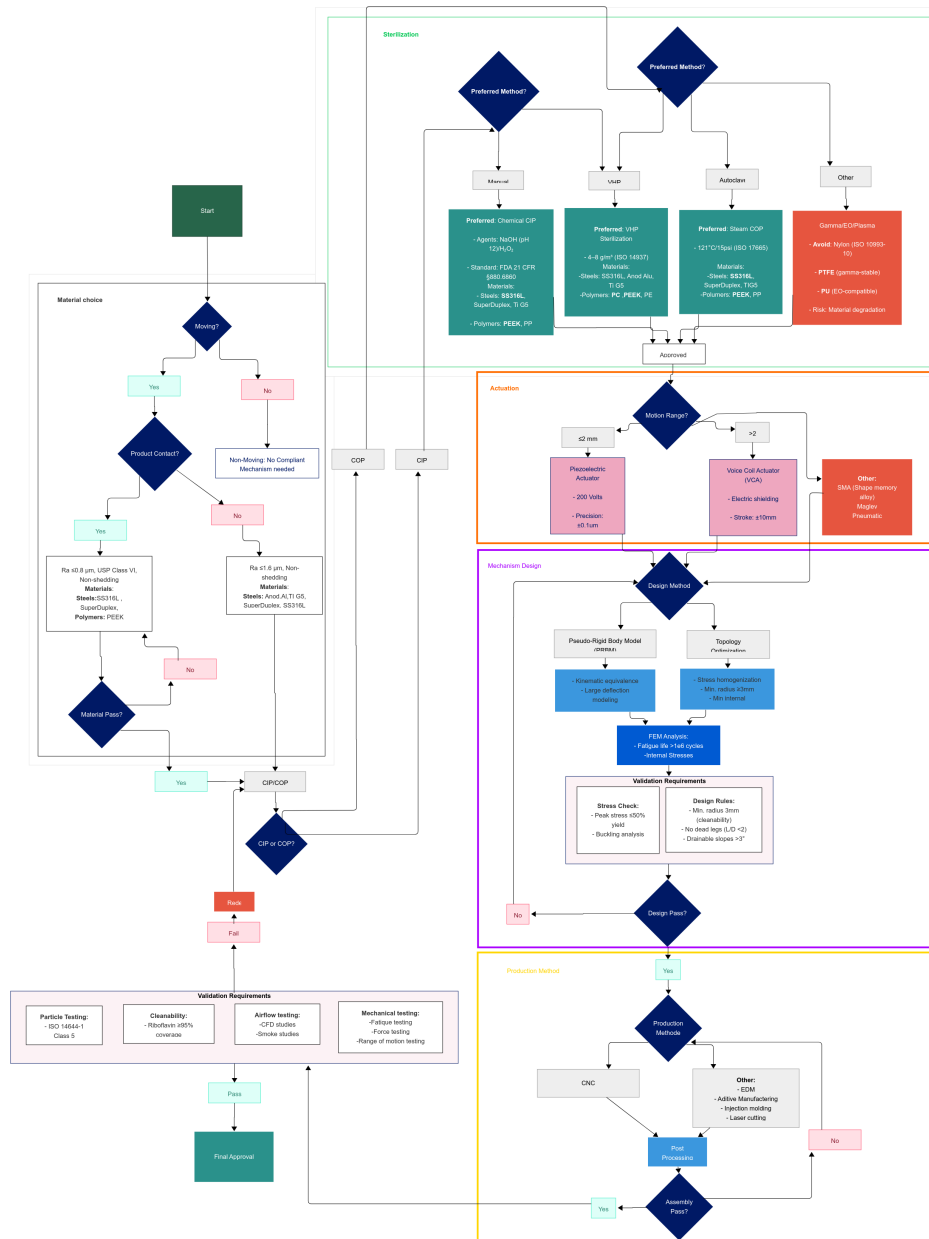 Sterilization
Preferred Method?
Preferred Method?
Manual
VHP
Autoclave
Other
Start
Preferred: Chemical CIP
- Agents: NaOH (pH
12)/H₂O₂
- Standard: FDA 21 CFR
§880.6860
Materials:
- Steels: SS316L,
SuperDuplex, Ti G5
- Polymers: PEEK, PP
Preferred: VHP
Sterilization
- 4–8 g/m³ (ISO 14937)
Materials:
-Steels: SS316L, Anod Alu,
Ti G5
-Polymers: PC ,PEEK, PE
Preferred: Steam COP
- 121°C/15psi (ISO 17665)
Materials:
-Steels: SS316L,
SuperDuplex, TIG5
-Polumers: PEEK, PP
Gamma/EO/Plasma
- Avoid: Nylon (ISO 10993-
10)
- PTFE (gamma-stable)
- PU (EO-compatible)
- Risk: Material degradation
Approved
Material choice
Moving?
Yes
No
Product Contact?
Non-Moving: No Compliant
Mechanism needed
COP
CIP
Yes
No
Ra ≤0.8 µm, USP Class VI,
Non-shedding
Materials:
Steels:SS316L ,
SuperDuplex,
Polymers: PEEK
Ra ≤1.6 µm, Non-
shedding
Materials:
Steels: Anod.Al,TI G5,
SuperDuplex, SS316L
No
Material Pass?
Yes
CIP/COP
CIP or COP?
Actuation
Motion Range?
≤2 mm
>2
Piezoelectric
Actuator
- 200 Volts
- Precision:
±0.1um
Voice Coil Actuator
(VCA)
- Electric shielding
- Stroke: ±10mm
Other:
SMA (Shape memory
alloy)
Maglev
Pneumatic
Mechanism Design
Design Method
Pseudo-Rigid Body Model
(PRBM)
Topology
Optimization
- Kinematic equivalence
- Large deflection
modeling
- Stress homogenization
- Min. radius ≥3mm
- Min internal
FEM Analysis:
- Fatigue life >1e6 cycles
-Internal Stresses
Validation Requirements
Stress Check:
- Peak stress ≤50%
yield
- Buckling analysis
Design Rules:
- Min. radius 3mm
(cleanability)
- No dead legs (L/D <2)
- Drainable slopes >3°
No
Design Pass?
Yes
Production Method
Production
Methode
CNC
Other:
- EDM
- Aditive Manufactering
- Injection molding
- Laser cutting
Post
Processing
No
Assembly
Pass?
Yes
Fail
Validation Requirements
Particle Testing:
- ISO 14644-1
Class 5
Cleanability:
- Riboflavin ≥95%
coverage
Airflow testing:
-CFD studies
-Smoke studies
Mechanical testing:
-Fatique testing
-Force testing
-Range of motion testing
Pass
Final Approval